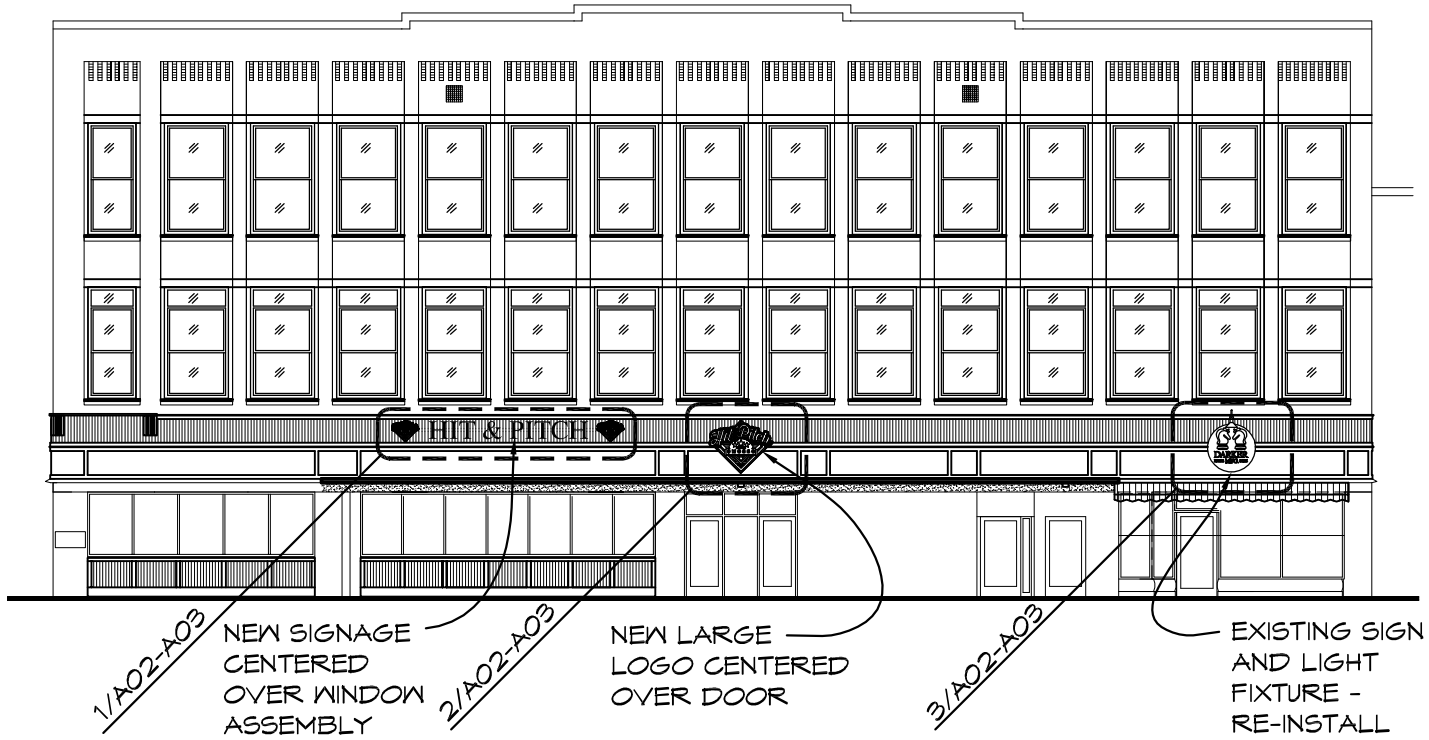 HIT & PITCH
DARKER
1/A02-A03
NEW SIGNAGE
CENTERED
OVER WINDOW
ASSEMBLY
2/A02-A03
NEW LARGE
LOGO CENTERED
OVER DOOR
3/A02-A03
EXISTING SIGN
AND LIGHT
FIXTURE -
RE-INSTALL